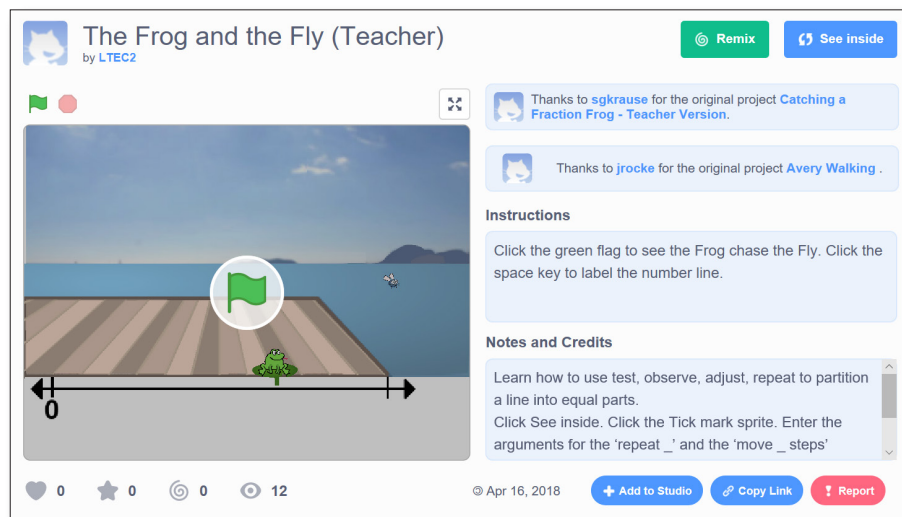 The Frog and the Fly (Teacher)
by LTEC2
Remix
See inside
Thanks to sgkrause for the original project Catching a
Fraction Frog - Teacher Version.
Thanks to jrocke for the original project Avery Walking .
Instructions
Click the green flag to see the Frog chase the Fly. Click the
space key to label the number line.
0
Notes and Credits
Learn how to use test, observe, adjust, repeat to partition
a line into equal parts.
Click See inside. Click the Tick mark sprite. Enter the
arguments for the ‘repeat _’ and the ‘move _ steps’
0
0
0
12
© Apr 16, 2018
Add to Studio
Copy Link
Report